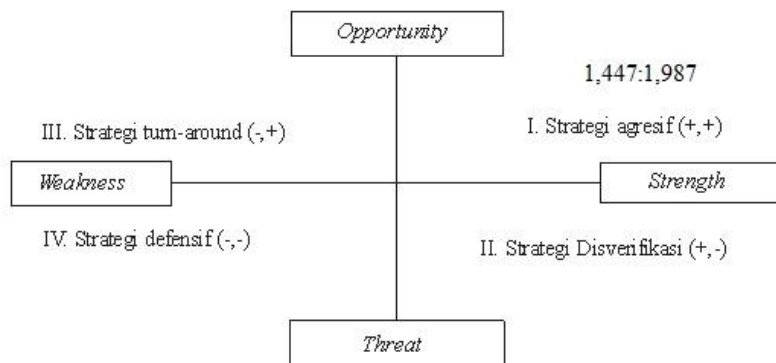 Opportunity
1,447:1,987
III. Strategi turn-around (-,+)
I. Strategi agresif (+,+)
Weakness
Strength
IV. Strategi defensif (-,-)
II. Strategi Disverifikasi (+,-)
Threat